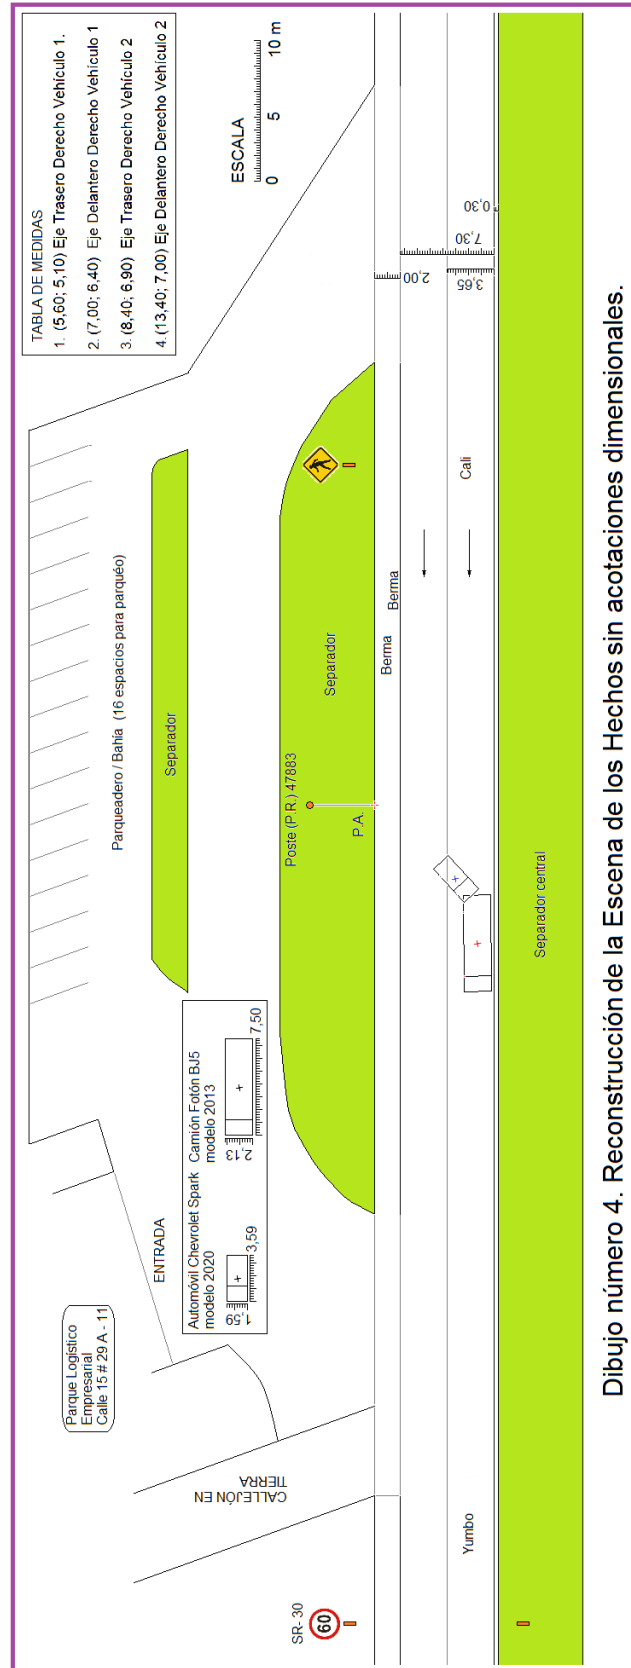 TABLA DE MEDIDAS
1. (5,60; 5,10) Eje Trasero Derecho Vehículo 1.
2. (7,00; 6,40) Eje Delantero Derecho Vehículo 1
3. (8,40; 6,90) Eje Trasero Derecho Vehículo 2
4.(13,40; 7,00) Eje Delantero Derecho Vehículo 2
ESCALA
0 5 10 m
Parqueadero / Bahía (16 espacios para parquéo)
Separador
Separador
Poste (P.R.) 47883
P.A.
Berma
Berma
2,00
7,30
3,65
0,30
Cali
Separador central
Parque Logístico
Empresarial
Calle 15 # 29 A - 11
ENTRADA
Automóvil Chevrolet Spark
modelo 2020
1,59
3,59
Camión Fotón BJ5
modelo 2013
2,13
7,50
CALLEJÓN EN
TIERRA
SR- 30
60
Yumbo
Dibujo número 4. Reconstrucción de la Escena de los Hechos sin acotaciones dimensionales.